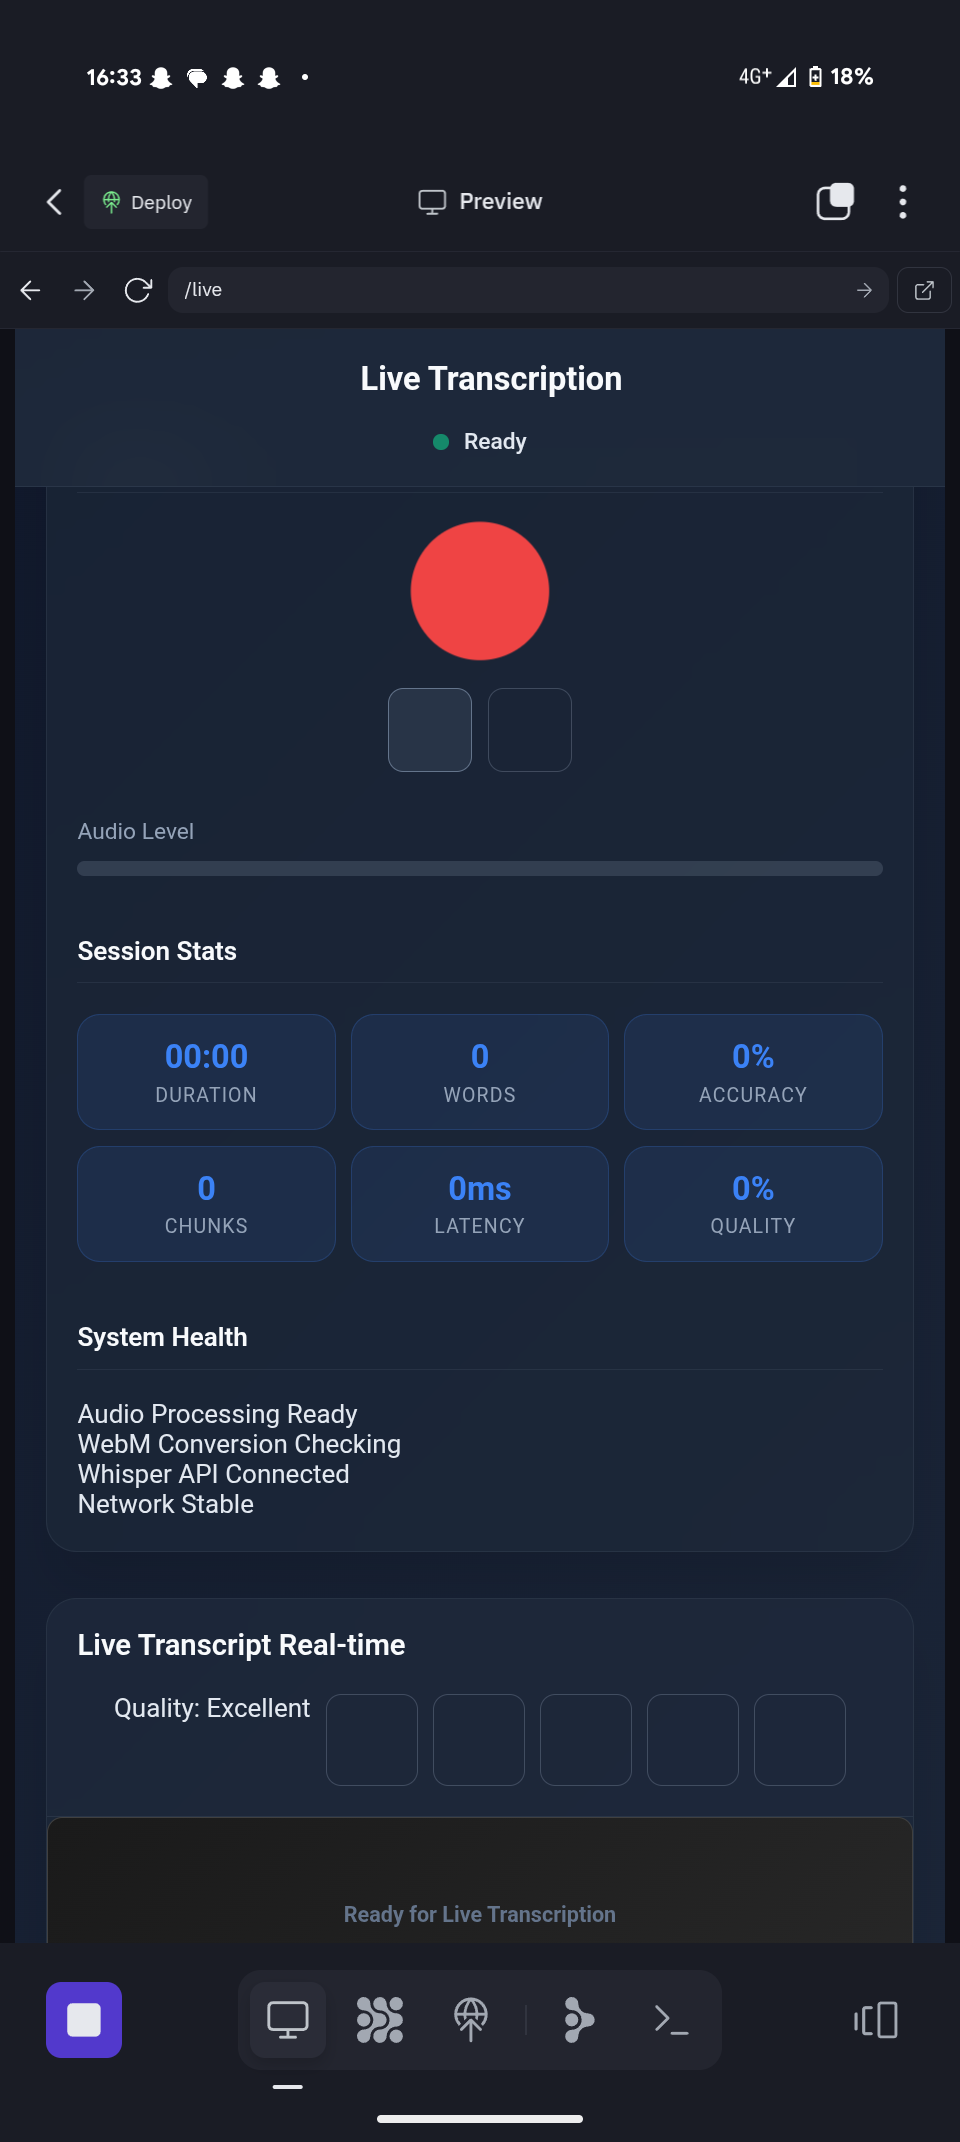 16:33
4G+ 18%
Deploy
Preview
/live
Live Transcription
Ready
Audio Level
Session Stats
00:00
DURATION
0
WORDS
0%
ACCURACY
0
CHUNKS
0ms
LATENCY
0%
QUALITY
System Health
Audio Processing Ready
WebM Conversion Checking
Whisper API Connected
Network Stable
Live Transcript Real-time
Quality: Excellent
Ready for Live Transcription